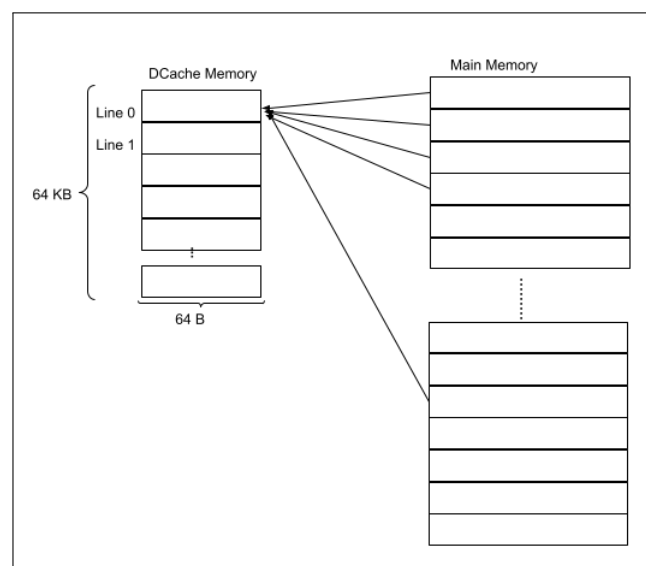 DCache Memory
Main Memory
Line 0
Line 1
64 KB
64 B